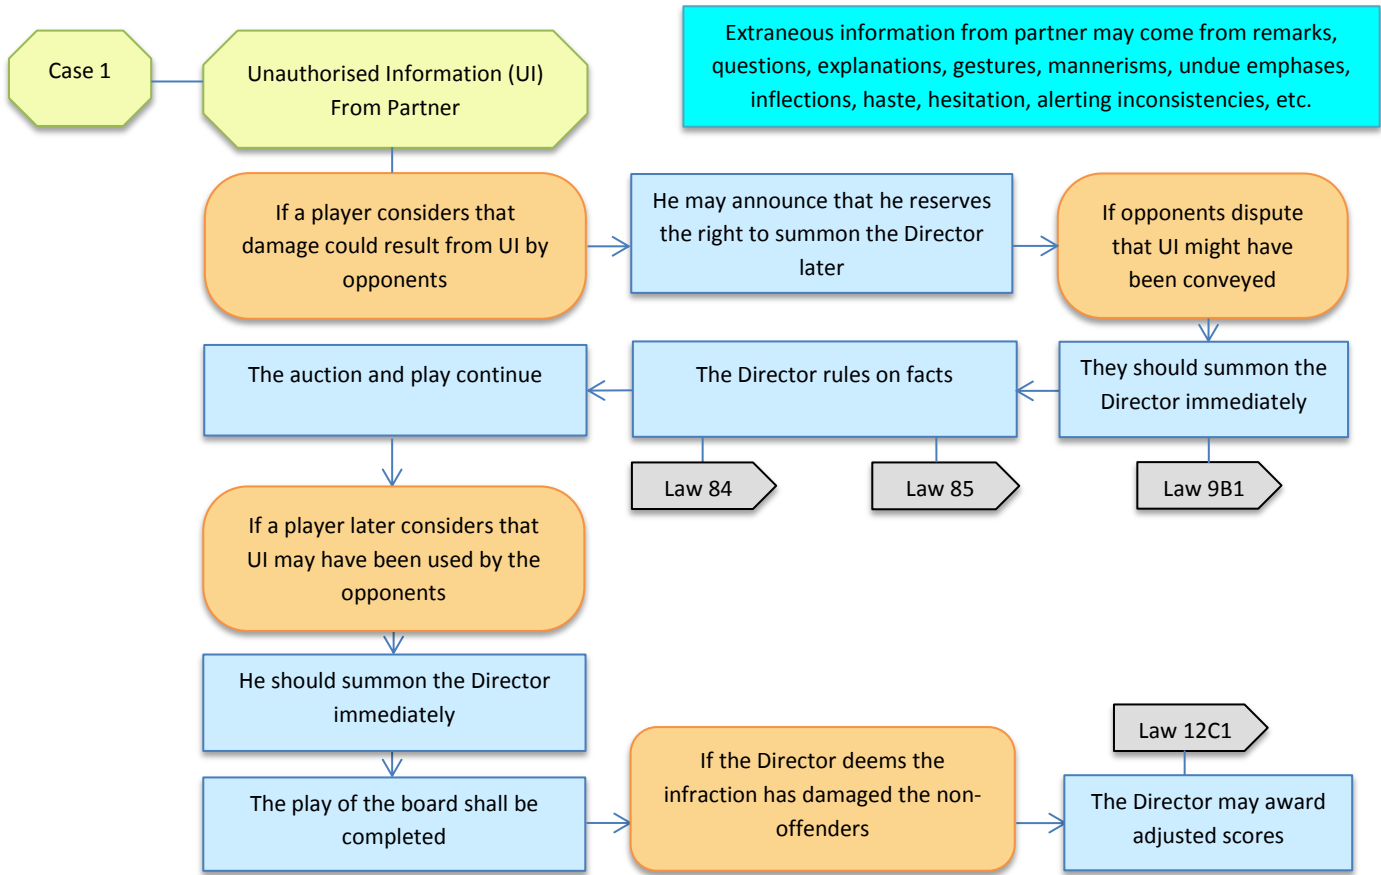 Case 1
Unauthorised Information (UI)
From Partner
Extraneous information from partner may come from remarks,
questions, explanations, gestures, mannerisms, undue emphases,
inflections, haste, hesitation, alerting inconsistencies, etc.
If a player considers that
damage could result from UI by
opponents
He may announce that he reserves
the right to summon the Director
later
If opponents dispute
that UI might have
been conveyed
They should summon the
Director immediately
Law 9B1
The Director rules on facts
Law 84
Law 85
The auction and play continue
If a player later considers that
UI may have been used by the
opponents
He should summon the Director
immediately
The play of the board shall be
completed
If the Director deems the
infraction has damaged the non-
offenders
Law 12C1
The Director may award
adjusted scores